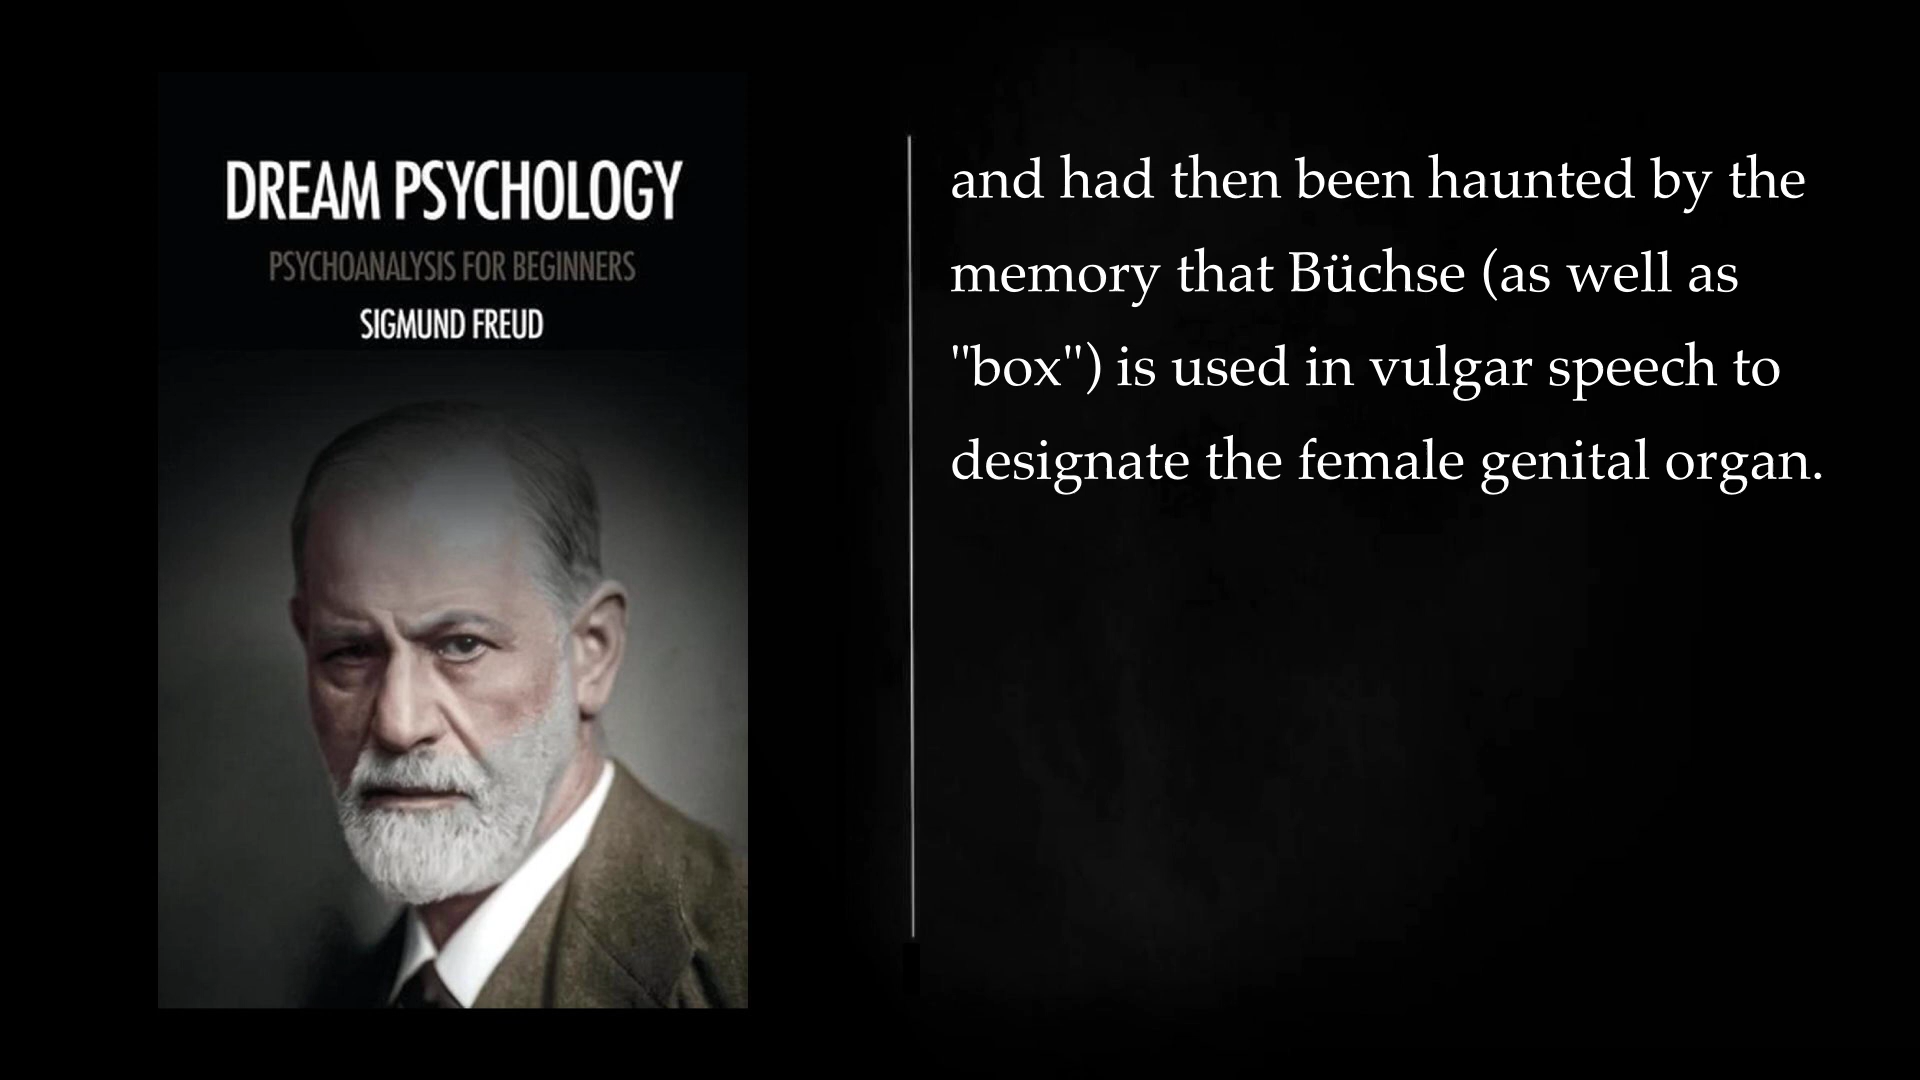 DREAM PSYCHOLOGY
PSYCHOANALYSIS FOR BEGINNERS
SIGMUND FREUD
and had then been haunted by the
memory that Büchse (as well as
"box") is used in vulgar speech to
designate the female genital organ.